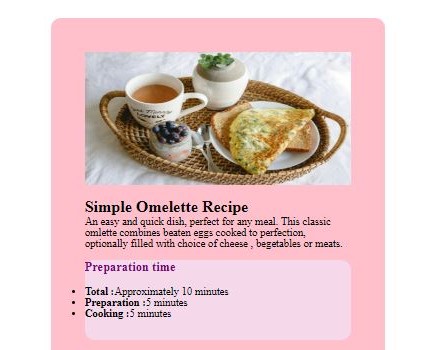 Simple Omelette Recipe
An easy and quick dish, perfect for any meal. This classic
omlette combines beaten eggs cooked to perfection,
optionally filled with choice of cheese , begetables or meats.
Preparation time
Total :Approximately 10 minutes
Preparation :5 minutes
Cooking :5 minutes